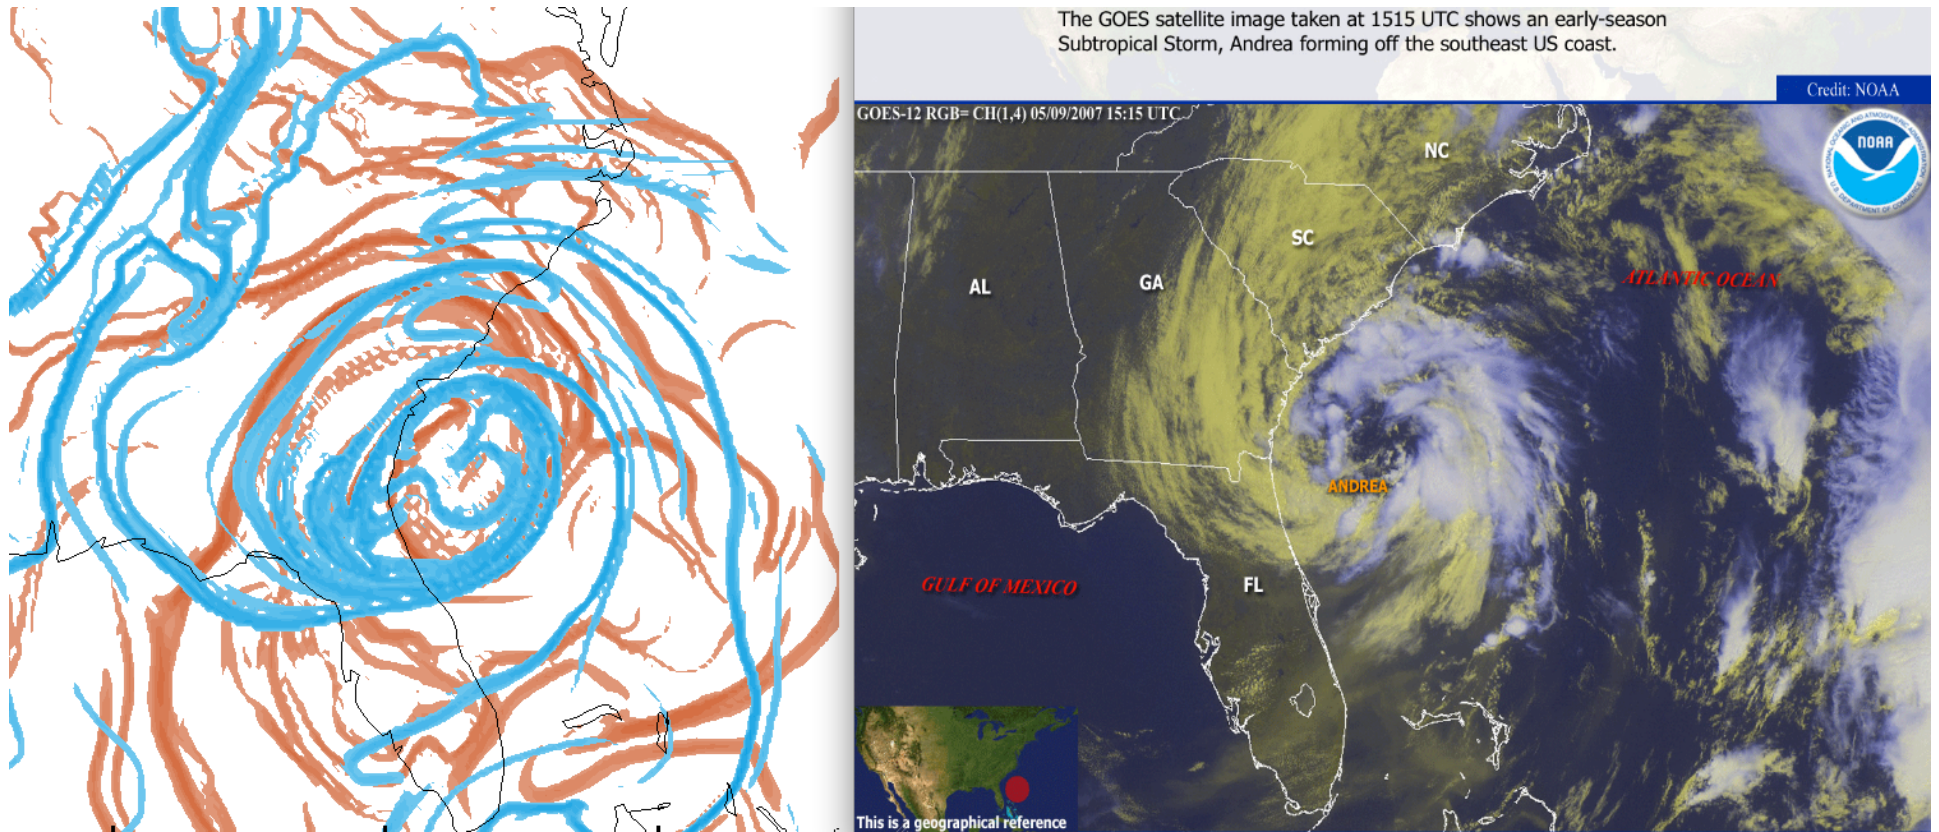 The GOES satellite image taken at 1515 UTC shows an early-season
Subtropical Storm, Andrea forming off the southeast US coast.
Credit: NOAA
GOES-12 RGB= CH(1,4) 05/09/2007 15:15 UTC
NOAA
NC
SC
ATLANTIC OCEAN
AL
GA
ANDREA
GULF OF MEXICO
FL
This is a geographical reference